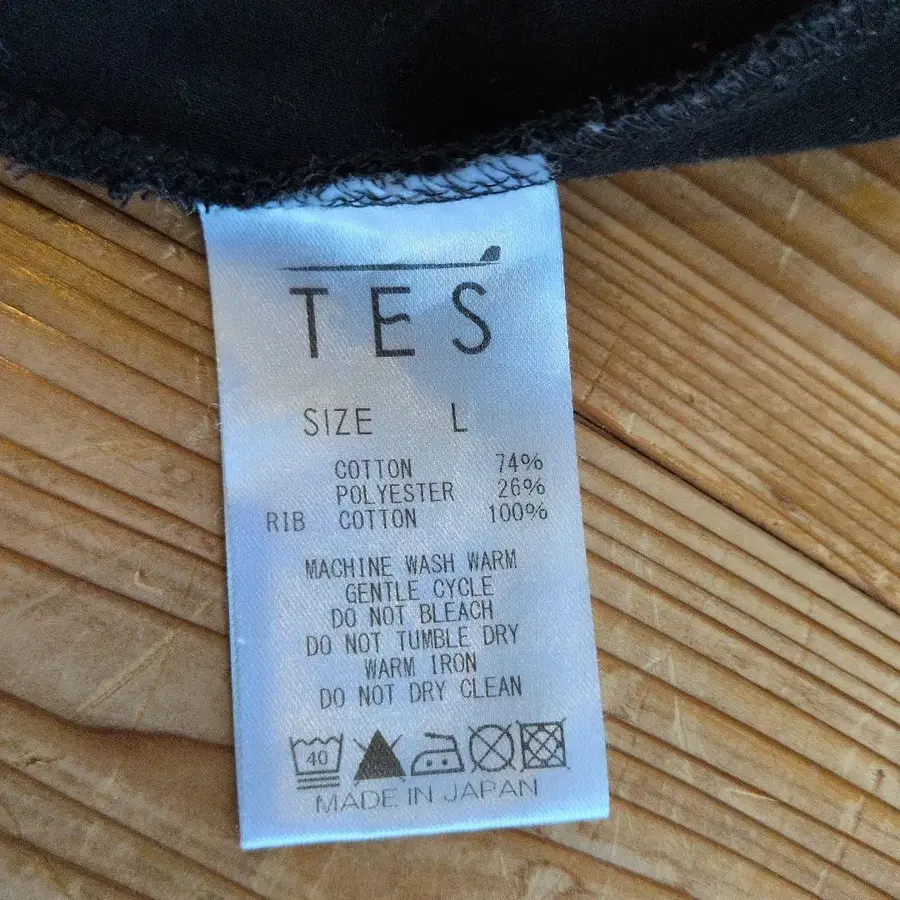 TES
SIZE L
COTTON 74%
POLYESTER 26%
RIB COTTON 100%
MACHINE WASH WARM
GENTLE CYCLE
DO NOT BLEACH
DO NOT TUMBLE DRY
WARM IRON
DO NOT DRY CLEAN
40
MADE IN JAPAN